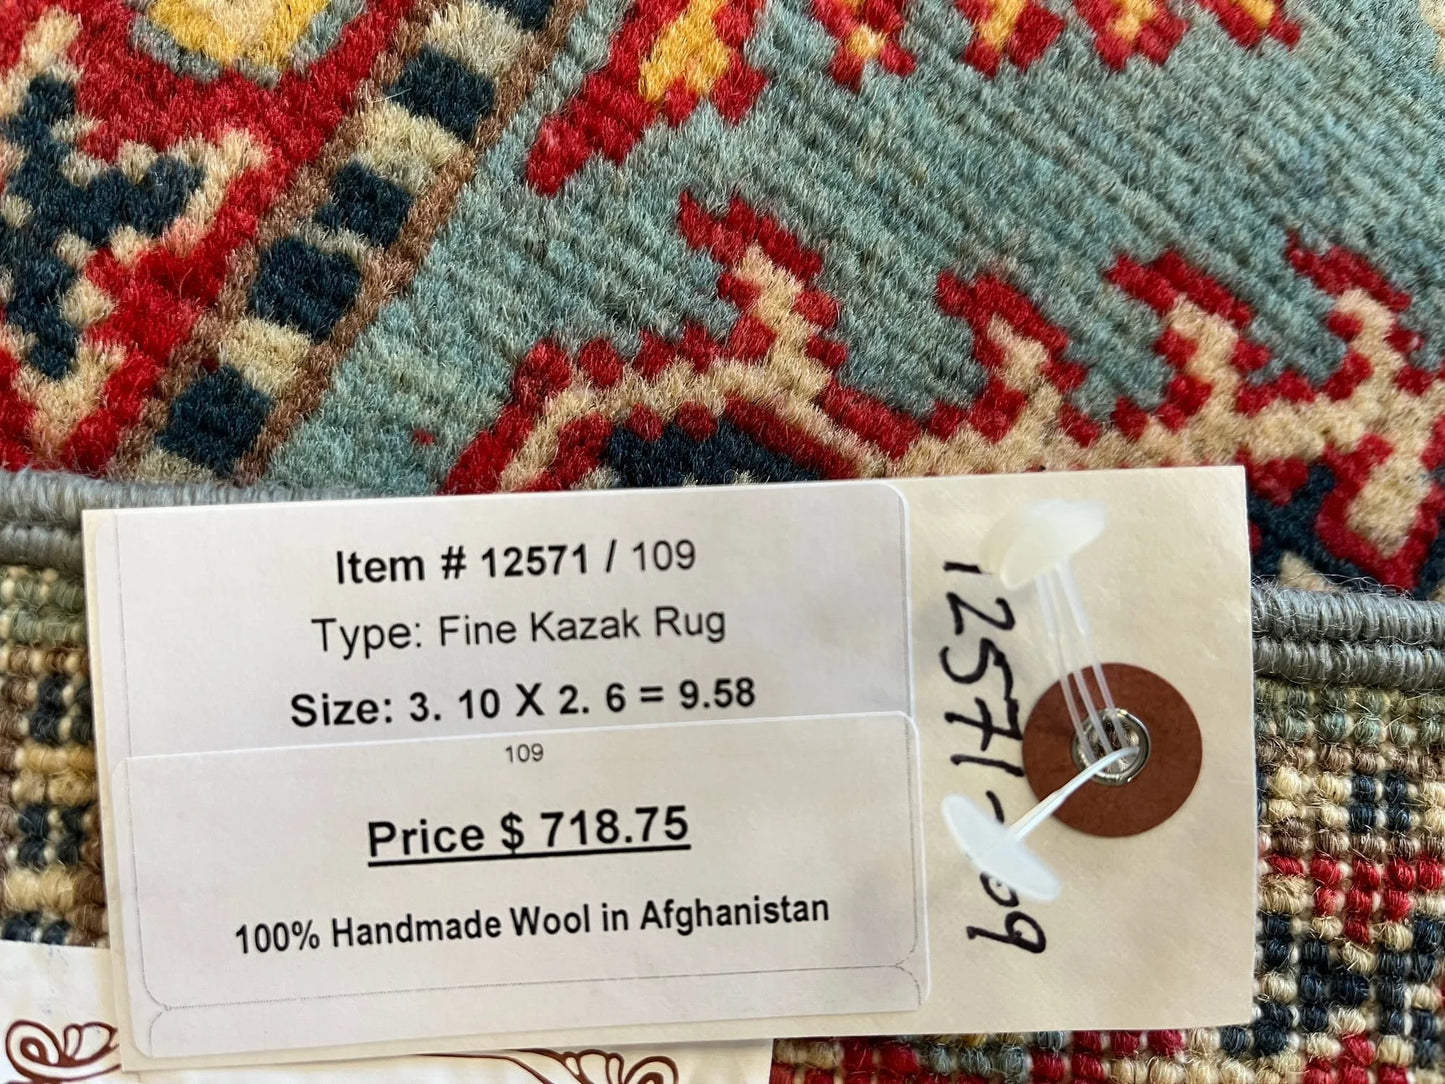 Item # 12571 / 109
Type: Fine Kazak Rug
Size: 3. 10 X 2. 6 = 9.58
109
Price $ 718.75
100% Handmade Wool in Afghanistan
12571-109